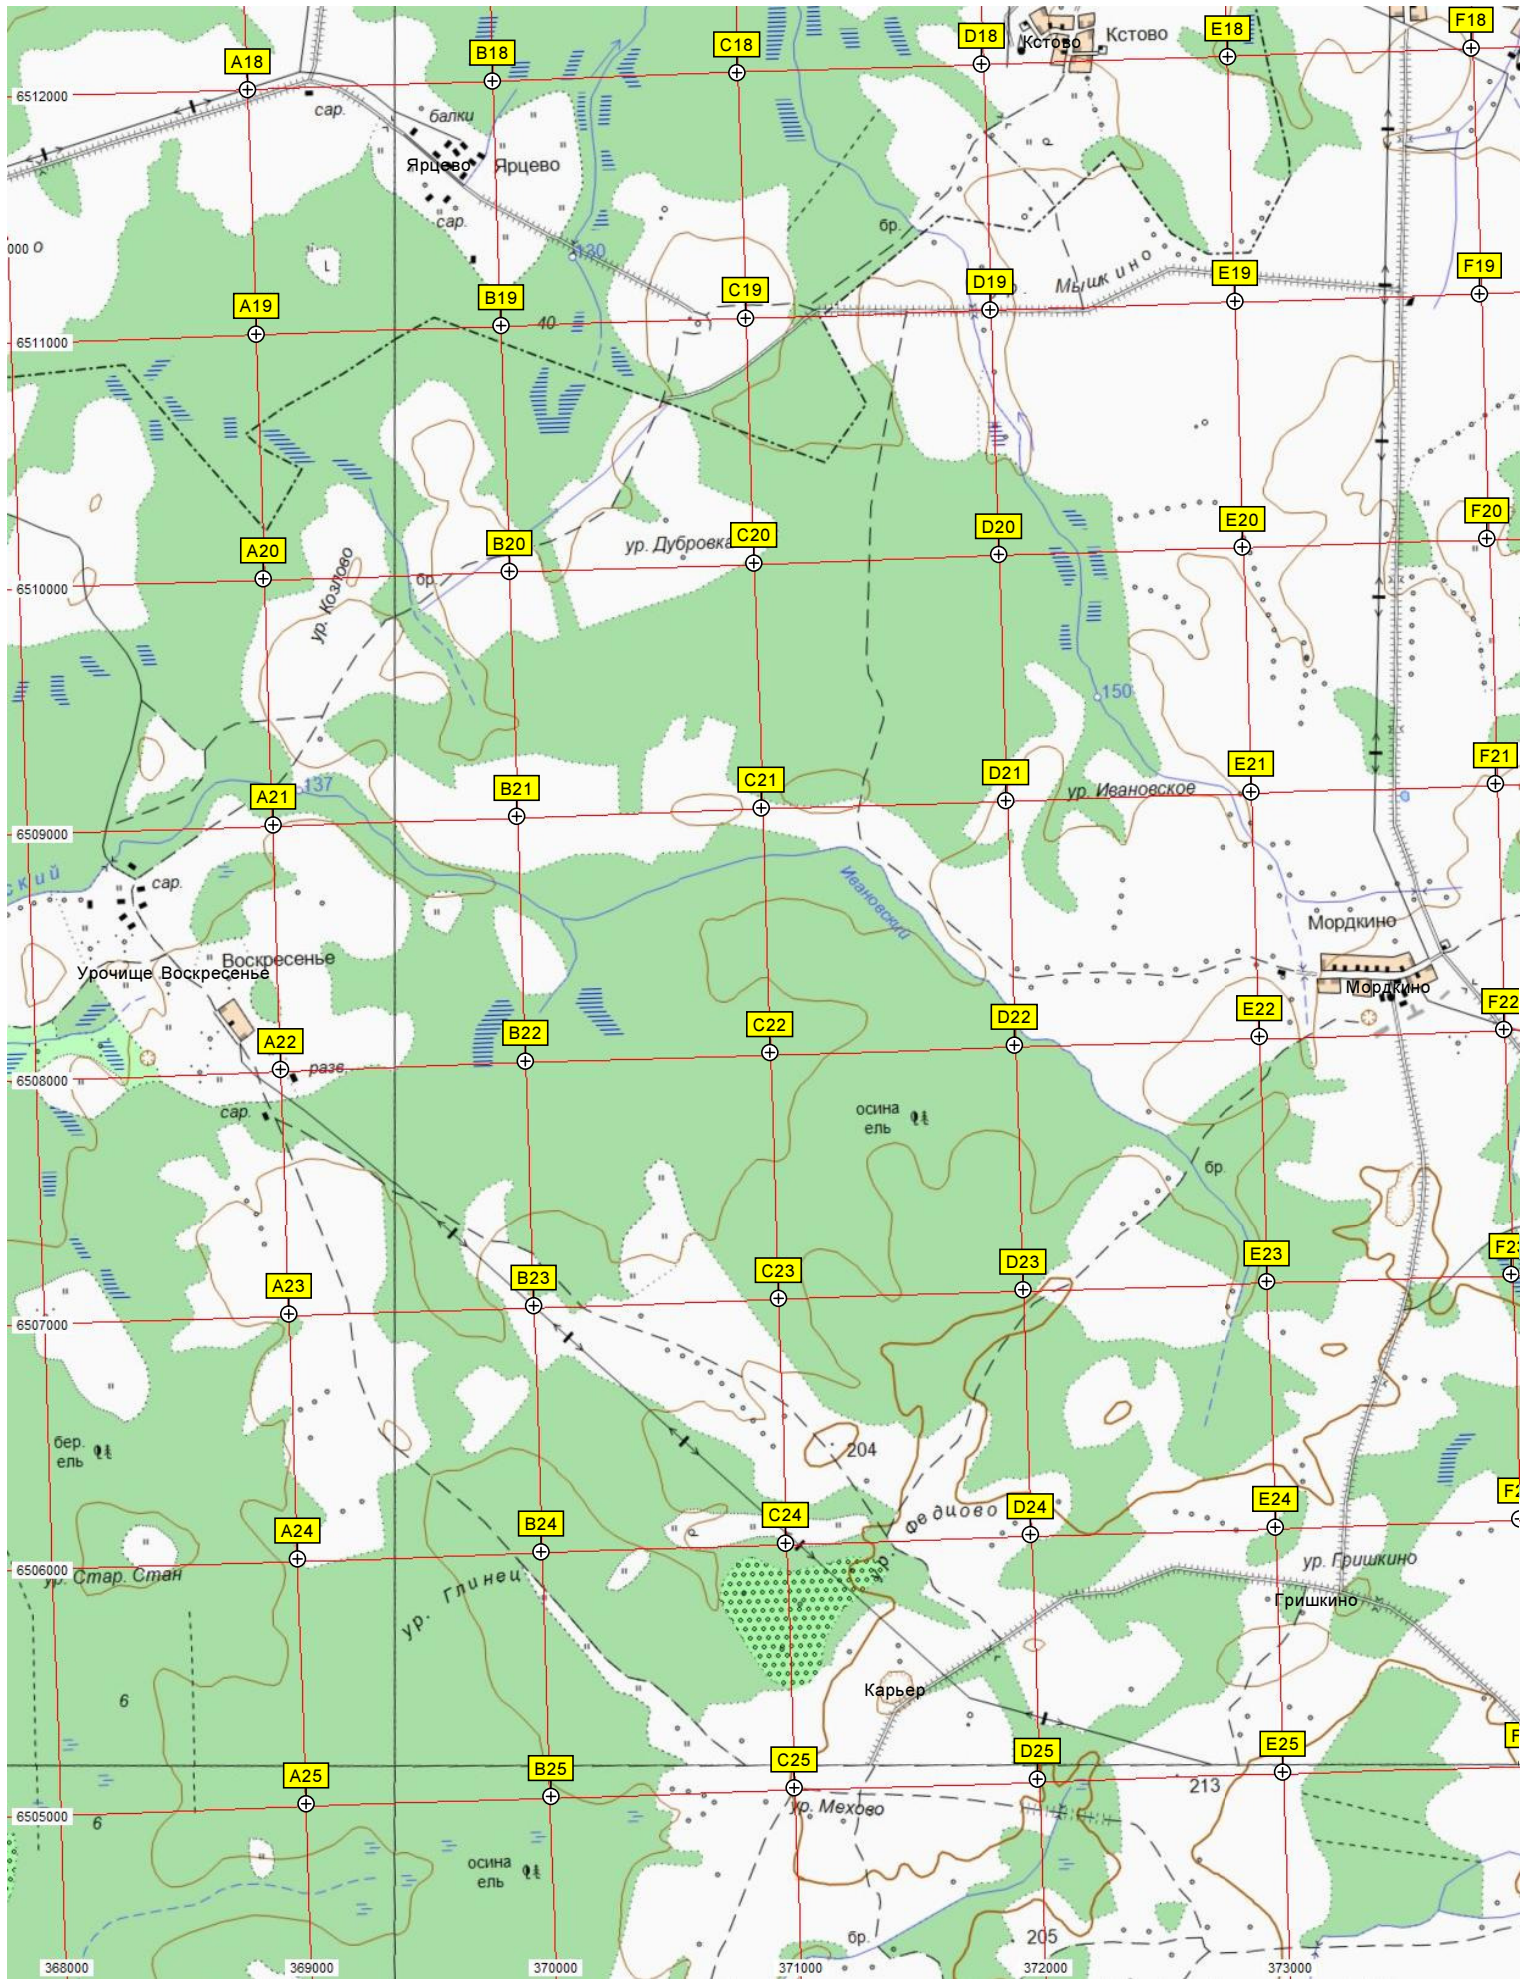 A18
B18
C18
D18
E18
F18
Кстово
Кстово
6512000
сар.
балки
Ярцево
Ярцево
сар.
000
о
130
бр.
Мышкино
A19
B19
C19
D19
E19
F19
40
6511000
A20
B20
C20
D20
E20
F20
ур. Дубровка
ур. Козлово
бр.
6510000
150
137
A21
B21
C21
D21
E21
F21
ур. Ивановское
6509000
ский
сар.
Ивановский
Мордкино
Воскресенье
Урочище Воскресенье
Мордкино
A22
B22
C22
D22
E22
F22
6508000
разв.
сар.
осина
ель
бр.
A23
B23
C23
D23
E23
F23
6507000
бер.
ель
204
A24
B24
C24
D24
E24
F2
ур. Федцово
6506000
ур. Стар. Стан
ур. Глинец
ур. Гришкино
Гришкино
Карьер
6
A25
B25
C25
D25
E25
F
213
ур. Мехово
6505000
6
осина
ель
бр.
205
368000
369000
370000
371000
372000
373000